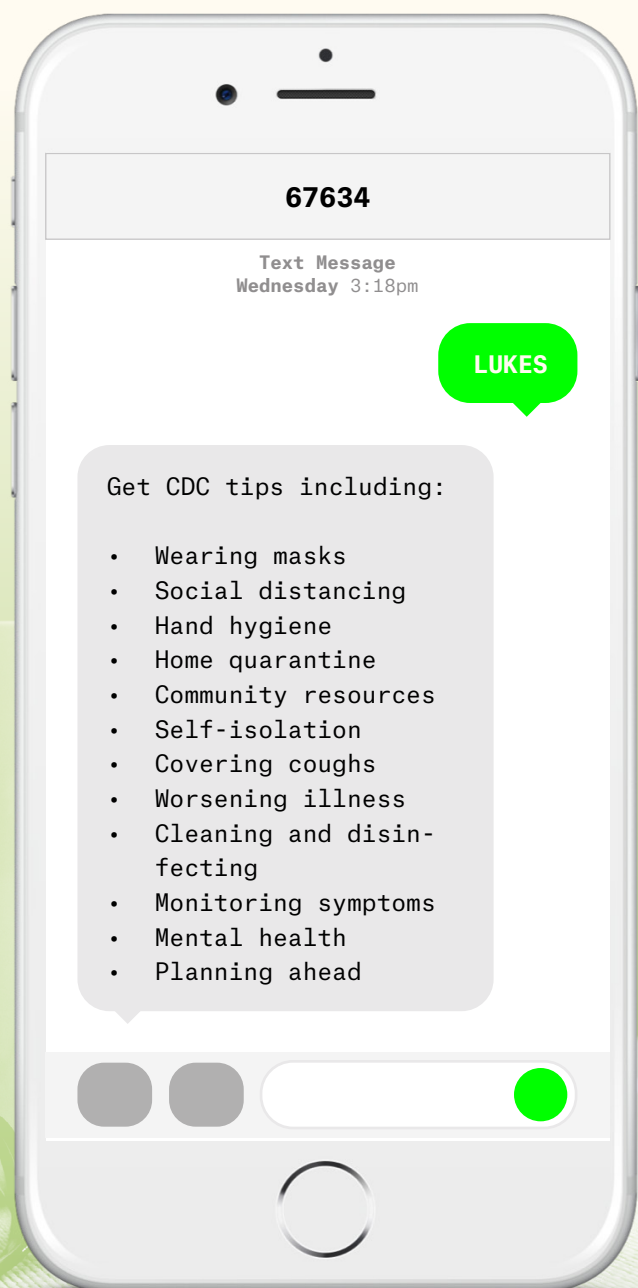 67634
Text Message
Wednesday 3:18pm
LUKES
Get CDC tips including:
• Wearing masks
• Social distancing
• Hand hygiene
• Home quarantine
• Community resources
• Self-isolation
• Covering coughs
• Worsening illness
• Cleaning and disin-
fecting
• Monitoring symptoms
• Mental health
• Planning ahead